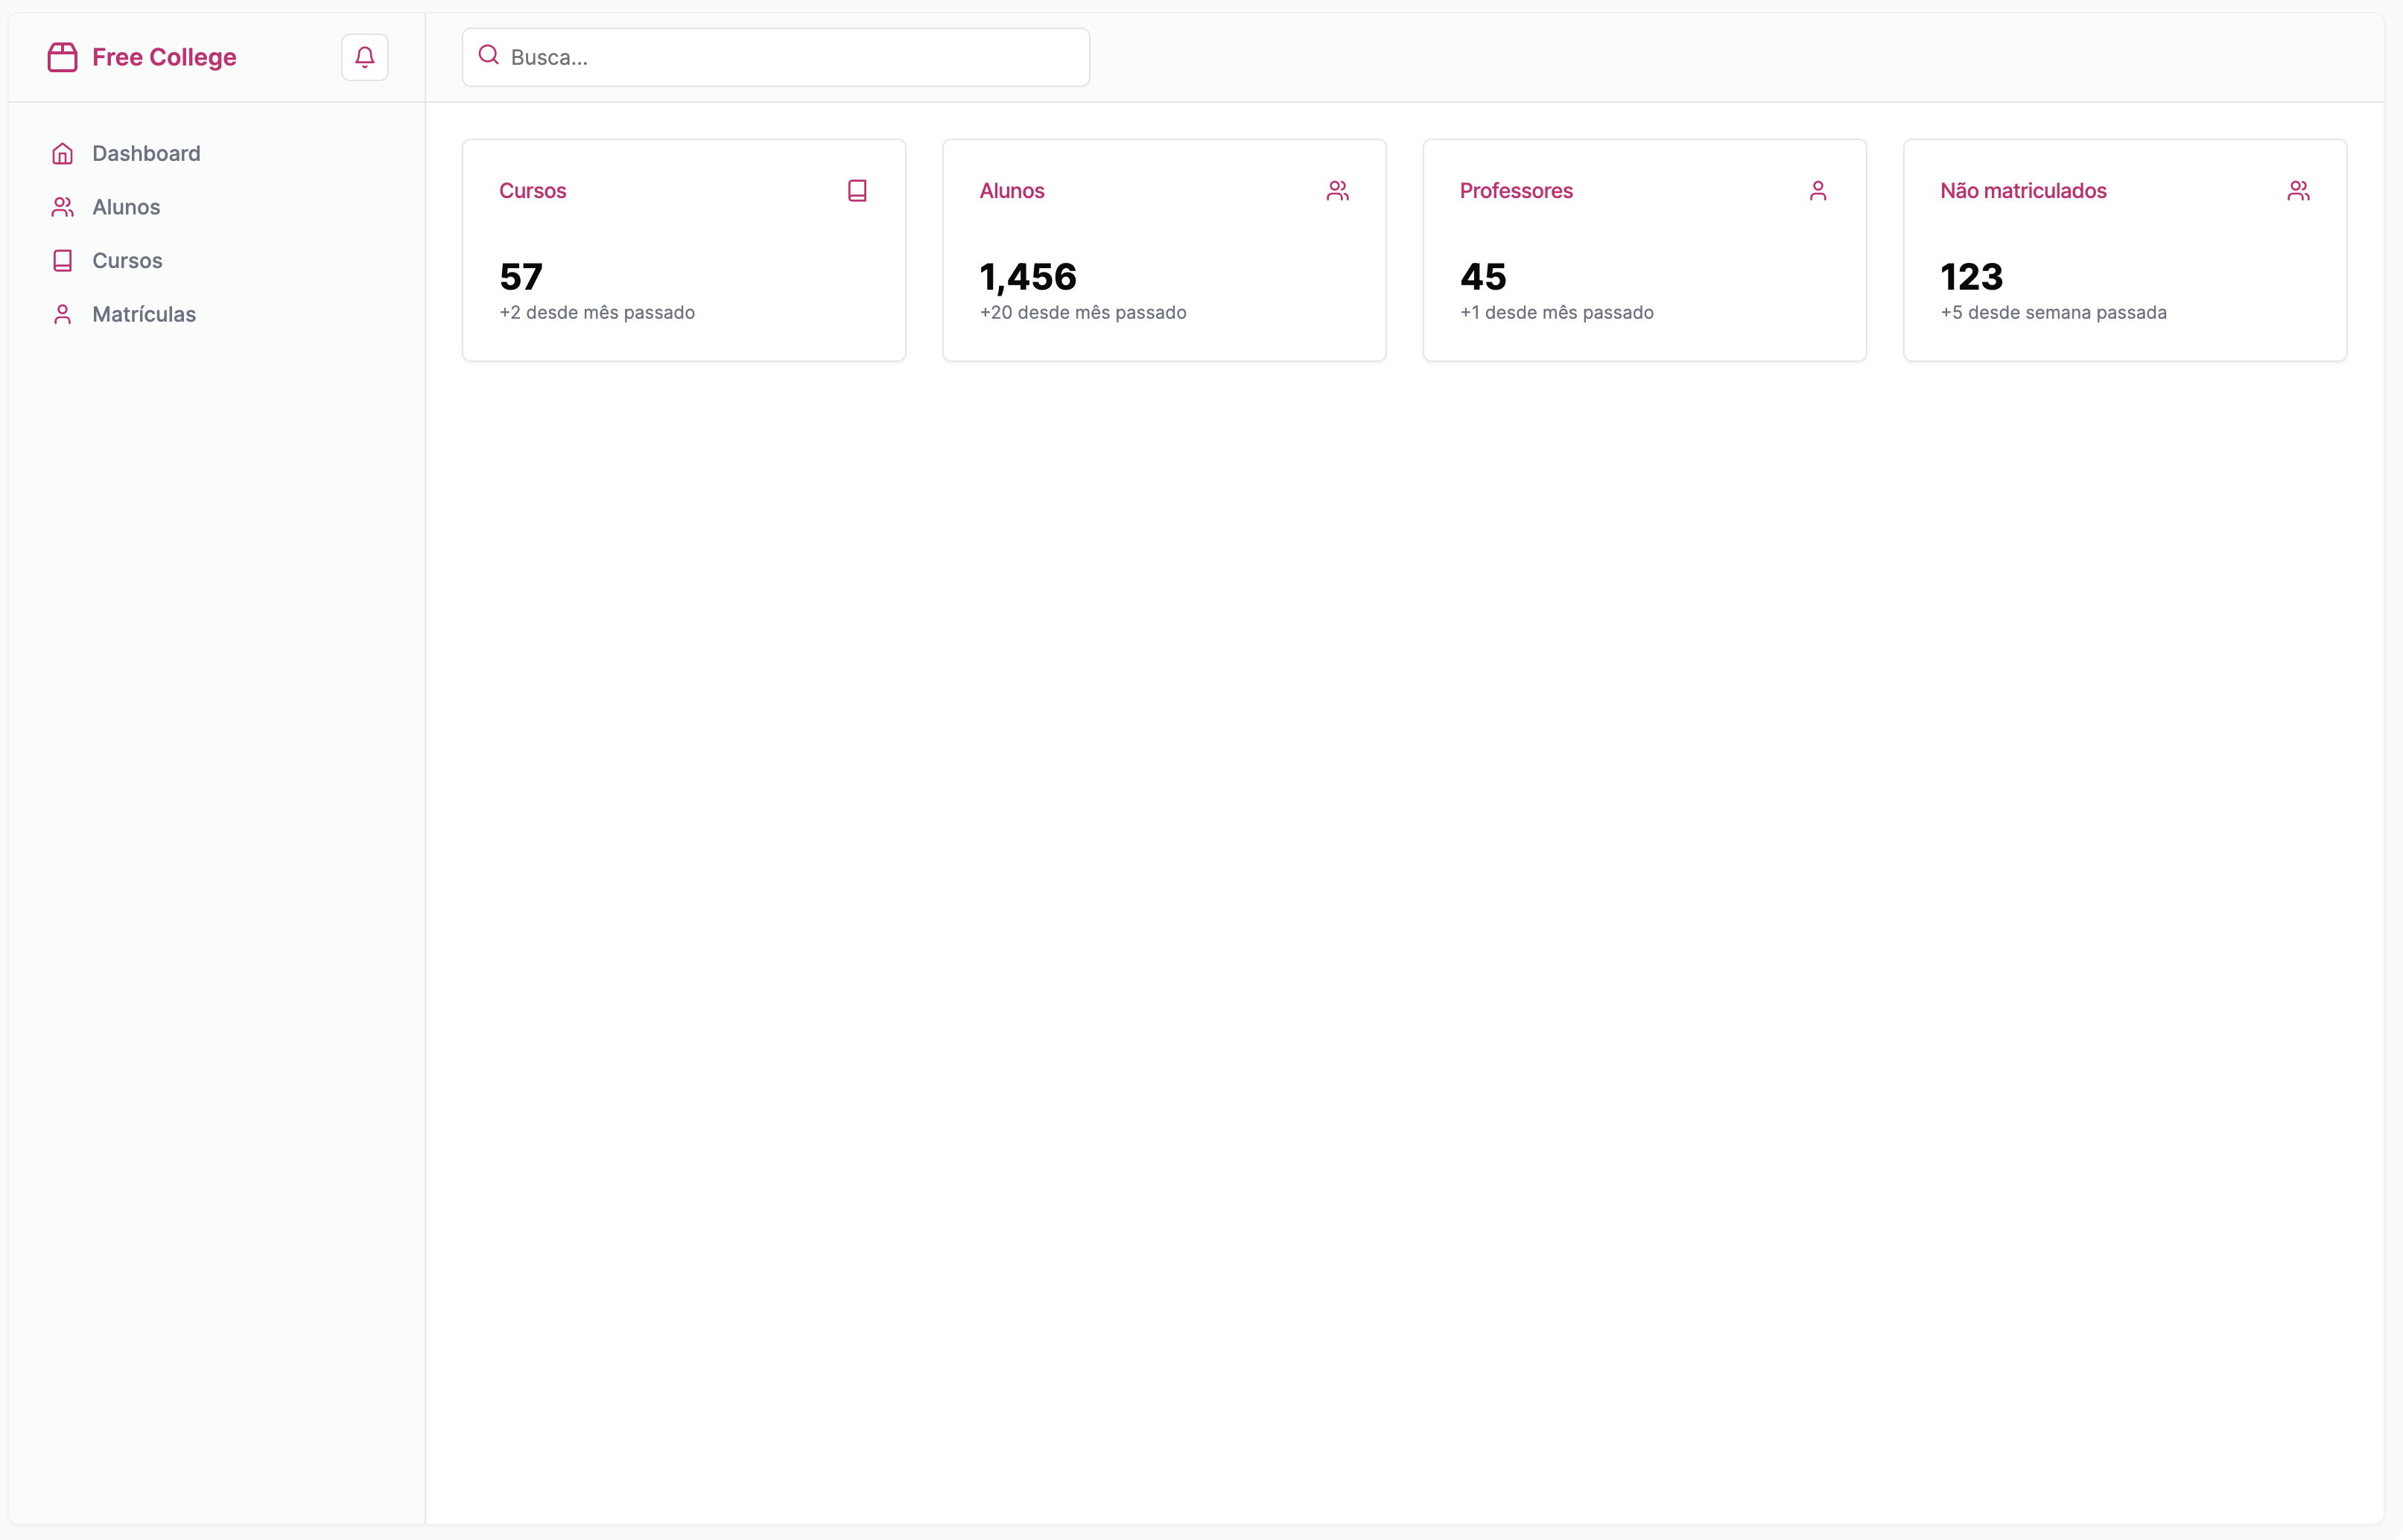 Free College
Busca...
Dashboard
Alunos
Cursos
Matrículas
Cursos
57
+2 desde mês passado
Alunos
1,456
+20 desde mês passado
Professores
45
+1 desde mês passado
Não matriculados
123
+5 desde semana passada